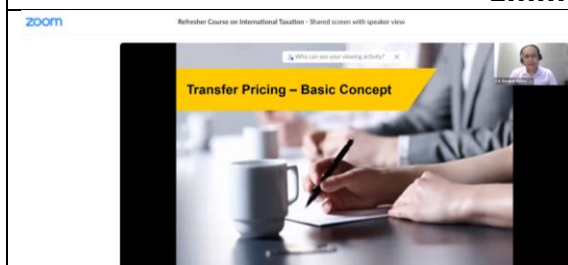 zoom
Refresher Course on International Taxation - Shared screen with speaker view
Who can see your viewing activity?
Transfer Pricing – Basic Concept